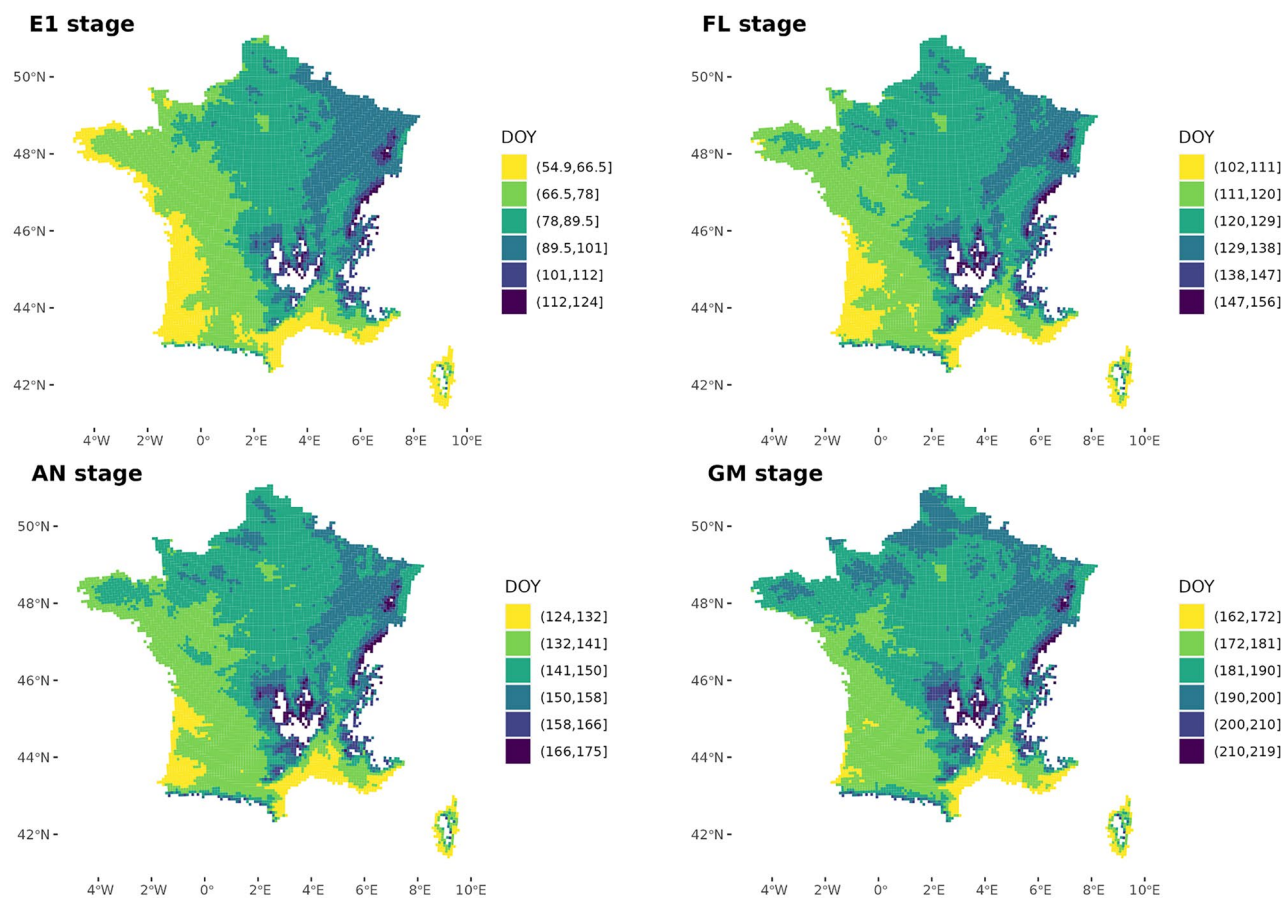 E1 stage
50°N
48°N
46°N
44°N
42°N
4°W 2°W 0° 2°E 4°E 6°E 8°E 10°E
DOY
(54.9,66.5]
(66.5,78]
(78,89.5]
(89.5,101]
(101,112]
(112,124]
FL stage
50°N
48°N
46°N
44°N
42°N
4°W 2°W 0° 2°E 4°E 6°E 8°E 10°E
DOY
(102,111]
(111,120]
(120,129]
(129,138]
(138,147]
(147,156]
AN stage
50°N
48°N
46°N
44°N
42°N
4°W 2°W 0° 2°E 4°E 6°E 8°E 10°E
DOY
(124,132]
(132,141]
(141,150]
(150,158]
(158,166]
(166,175]
GM stage
50°N
48°N
46°N
44°N
42°N
4°W 2°W 0° 2°E 4°E 6°E 8°E 10°E
DOY
(162,172]
(172,181]
(181,190]
(190,200]
(200,210]
(210,219]